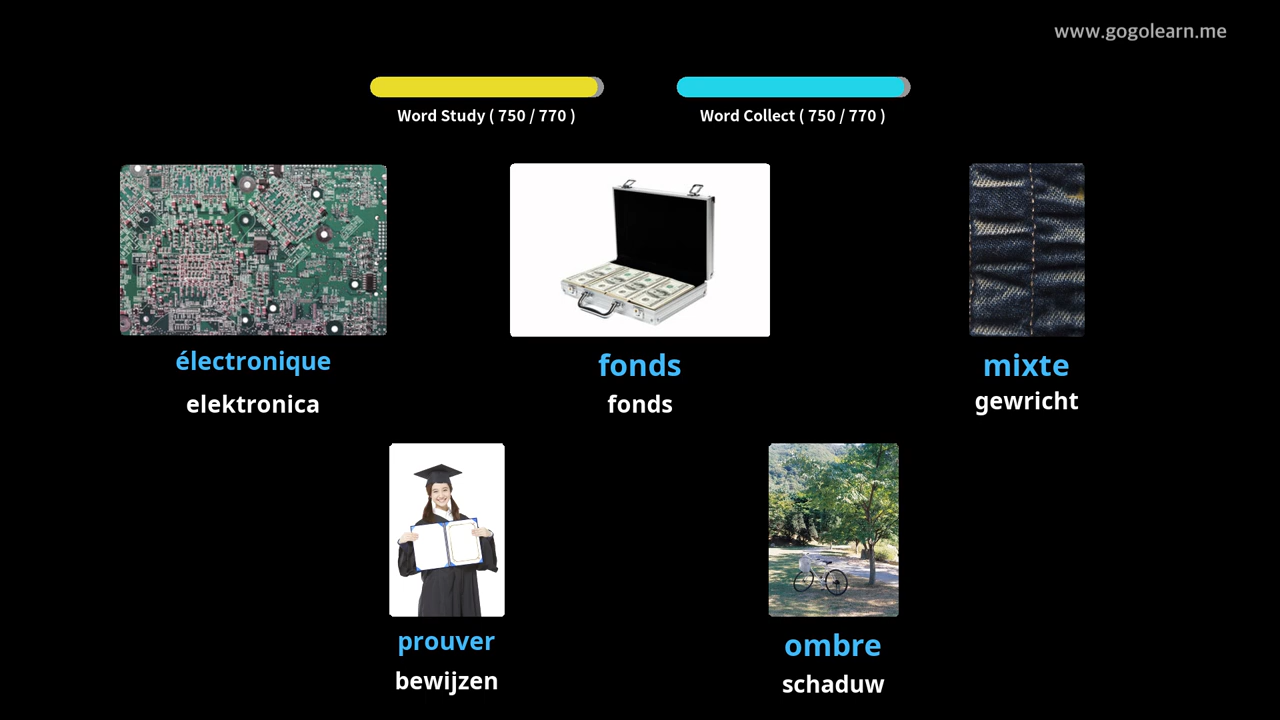 www.gogolearn.me
Word Study ( 750 / 770 )
Word Collect ( 750 / 770 )
électronique
elektronica
fonds
fonds
mixte
gewricht
prouver
bewijzen
ombre
schaduw